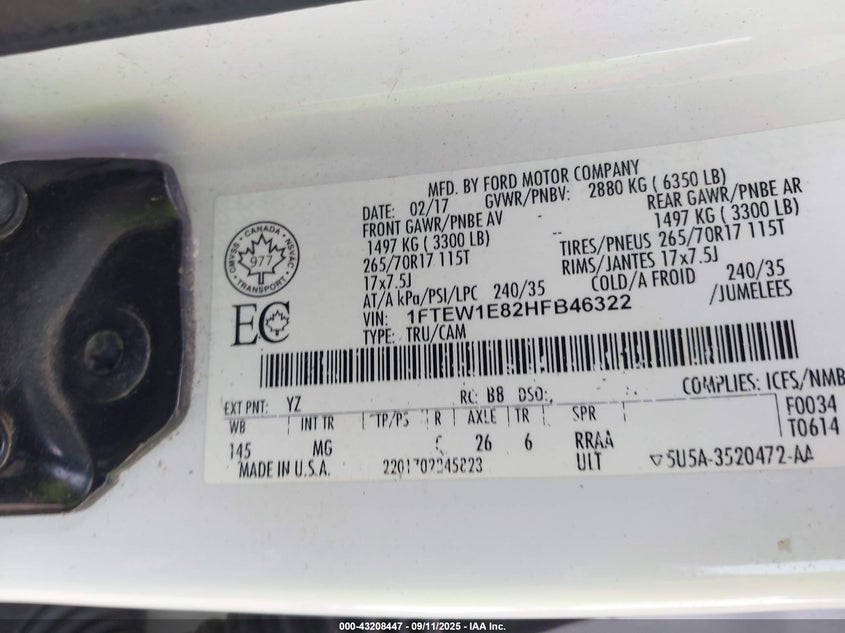 MFD. BY FORD MOTOR COMPANY
DATE: 02/17 GVWR/PNBV: 2880 KG ( 6350 LB)
FRONT GAWR/PNBE AV - REAR GAWR/PNBE AR
1497 KG ( 3300 LB) - 1497 KG ( 3300 LB)
265/70R17 115T TIRES/PNEUS 265/70R17 115T
17x7.5J RIMS/JANTES 17x7.5J
AT/A kPa/PSI/LPC 240/35 COLD/A FROID 240/35
VIN: 1FTEW1E82HFB46322 /JUMELEES
TYPE: TRU/CAM
CANADA
CMVSS NSVAC
977
TRANSPORT
EC
EXT PNT: YZ RC: B8 DSO: COMPLIES: ICFS/NMB
WB INT TR TP/PS R AXLE TR SPR F0034
145 MG 26 6 RRAA T0614
MADE IN U.S.A. 2201702345823 ULT ▽5U5A-3520472-AA
000-43208447 - 09/11/2025 - IAA Inc.